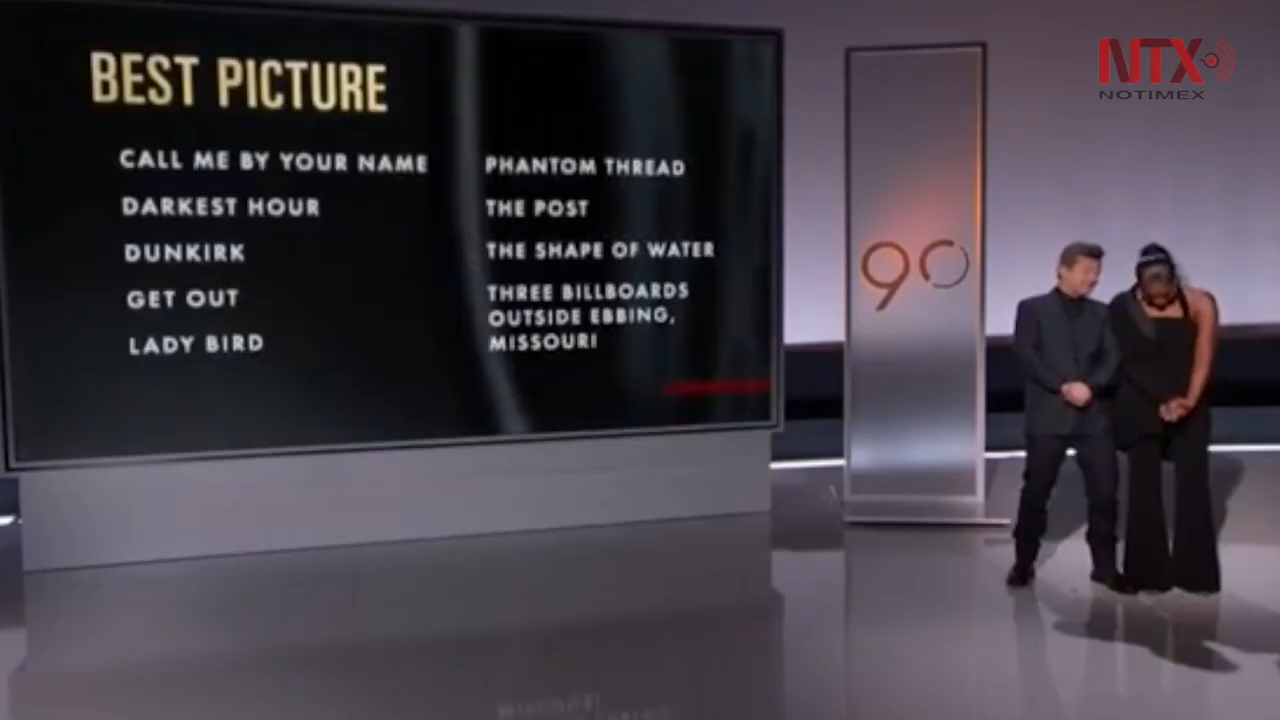 BEST PICTURE
CALL ME BY YOUR NAME
DARKEST HOUR
DUNKIRK
GET OUT
LADY BIRD
PHANTOM THREAD
THE POST
THE SHAPE OF WATER
THREE BILLBOARDS
OUTSIDE EBBING,
MISSOURI
90
NTX
NOTIMEX